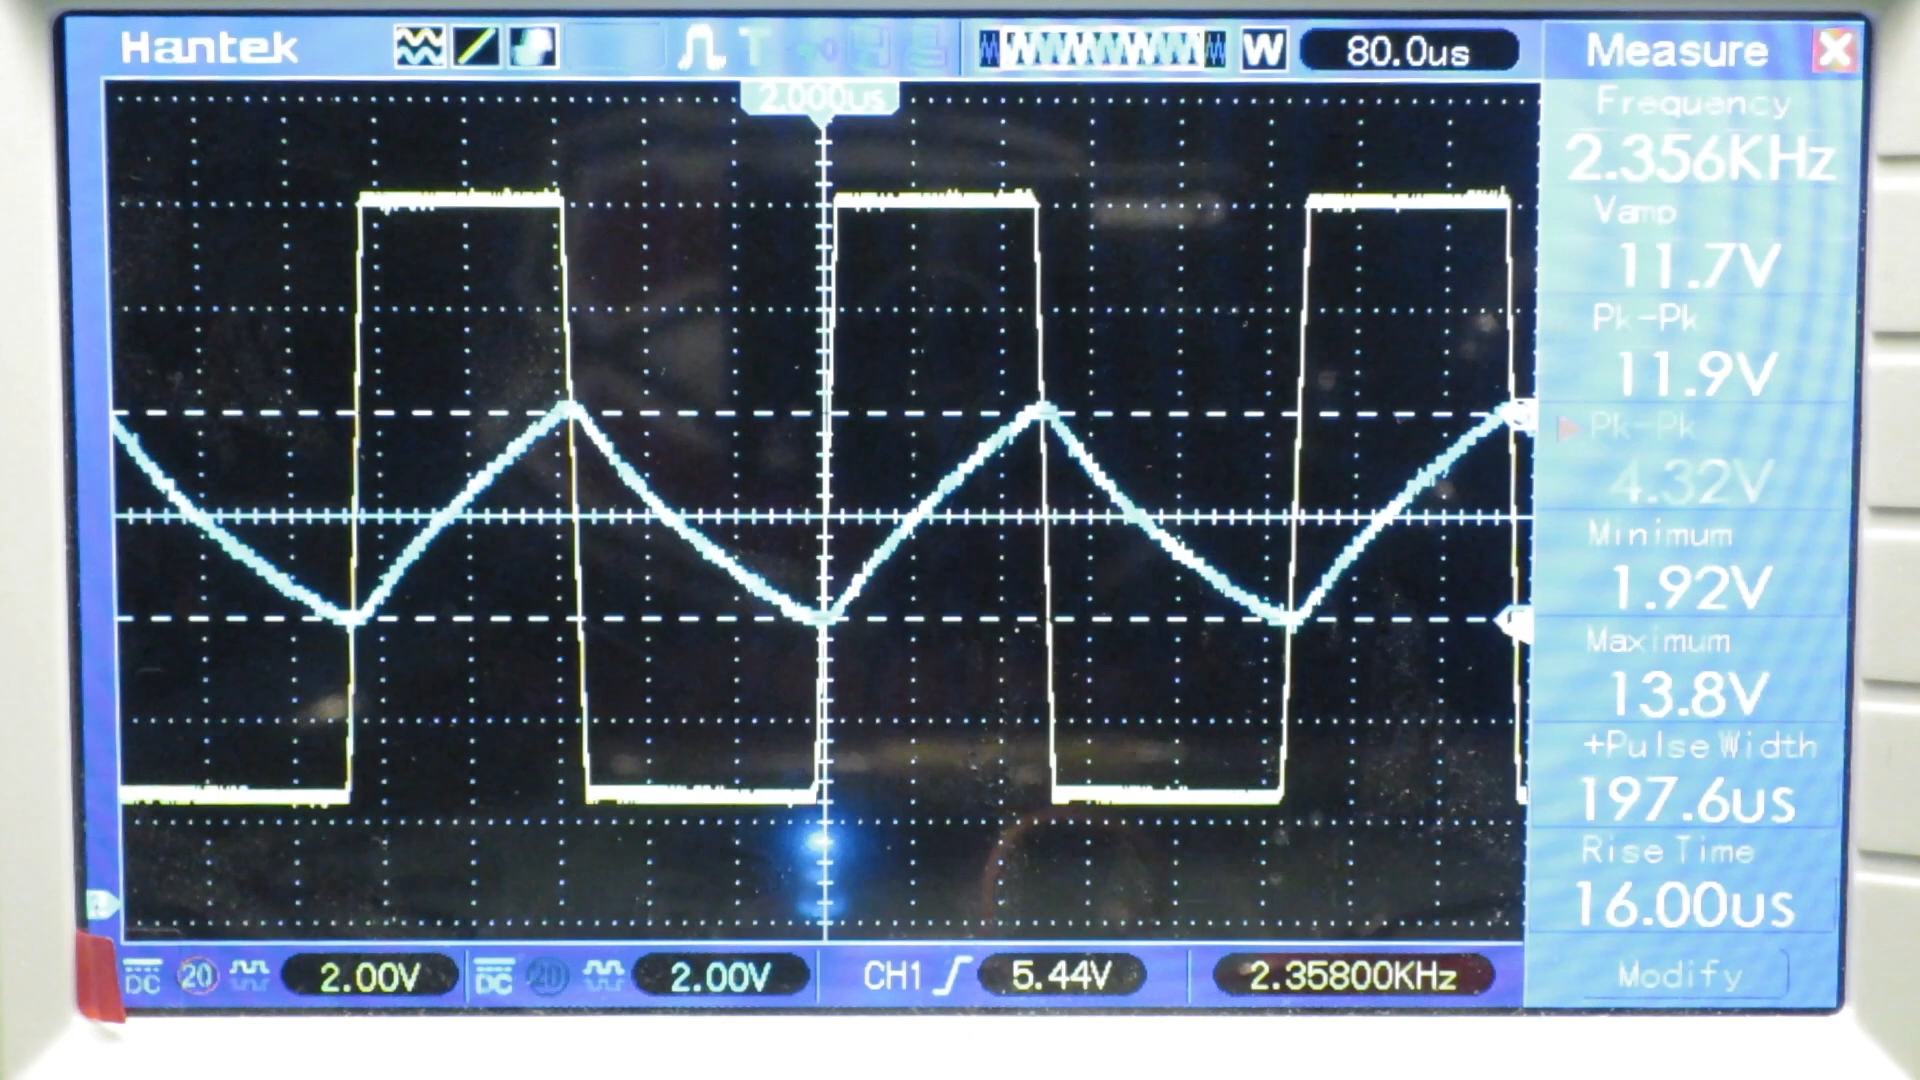 Hantek
T
W
80.0us
Measure
2.000us
Frequency
2.356KHz
Vamp
11.7V
Pk-Pk
11.9V
Pk-Pk
4.32V
Minimum
1.92V
Maximum
13.8V
+Pulse Width
197.6us
Rise Time
16.00us
DC
20
2.00V
DC
20
2.00V
CH1
5.44V
2.35800KHz
Modify